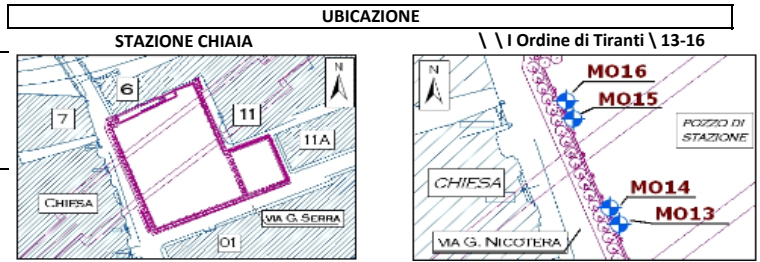 UBICAZIONE
STAZIONE CHIAIA
\ \ I Ordine di Tiranti \ 13-16
N
6
7
11
11A
CHIESA
VIA G. SERRA
01
N
MO16
MO15
POZZO DI
STAZIONE
CHIESA
MO14
MO13
VIA G. NICOTERA